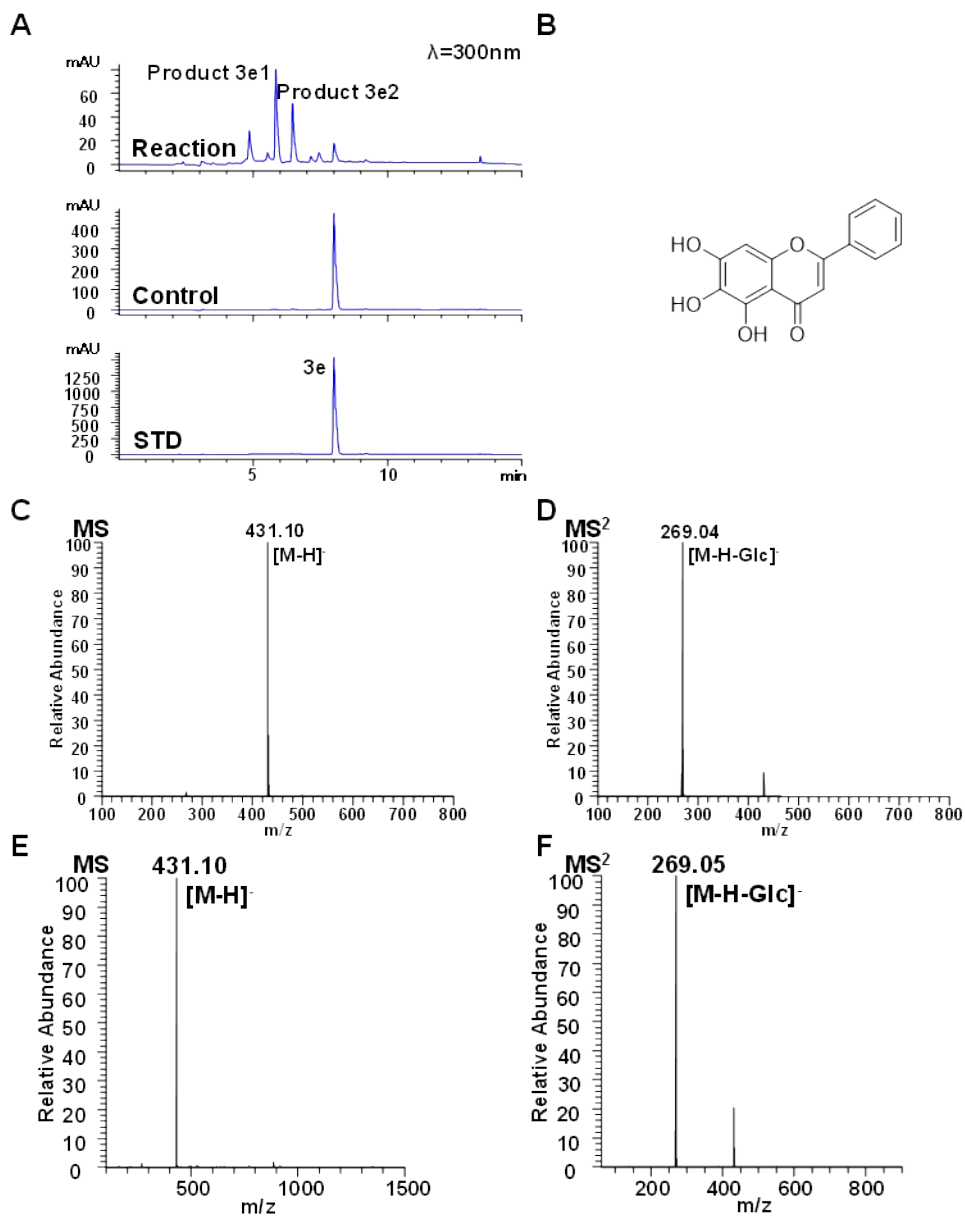 A
B
λ=300nm
mAU
Product 3e1
Product 3e2
60
40
20
0
Reaction
mAU
400
300
200
100
0
Control
mAU
1250
1000
750
500
250
0
3e
STD
5
10
min
HO
HO
OH
O
O
C
MS
431.10
[M-H]-
100
90
80
70
60
50
40
30
20
10
0
Relative Abundance
100 200 300 400 500 600 700 800
m/z
D
MS2
269.04
[M-H-Glc]-
100
90
80
70
60
50
40
30
20
10
0
Relative Abundance
100 200 300 400 500 600 700 800
m/z
E
MS
431.10
[M-H]-
100
90
80
70
60
50
40
30
20
10
0
Relative Abundance
500 1000 1500
m/z
F
MS2
269.05
[M-H-Glc]-
100
90
80
70
60
50
40
30
20
10
0
Relative Abundance
200 400 600 800
m/z